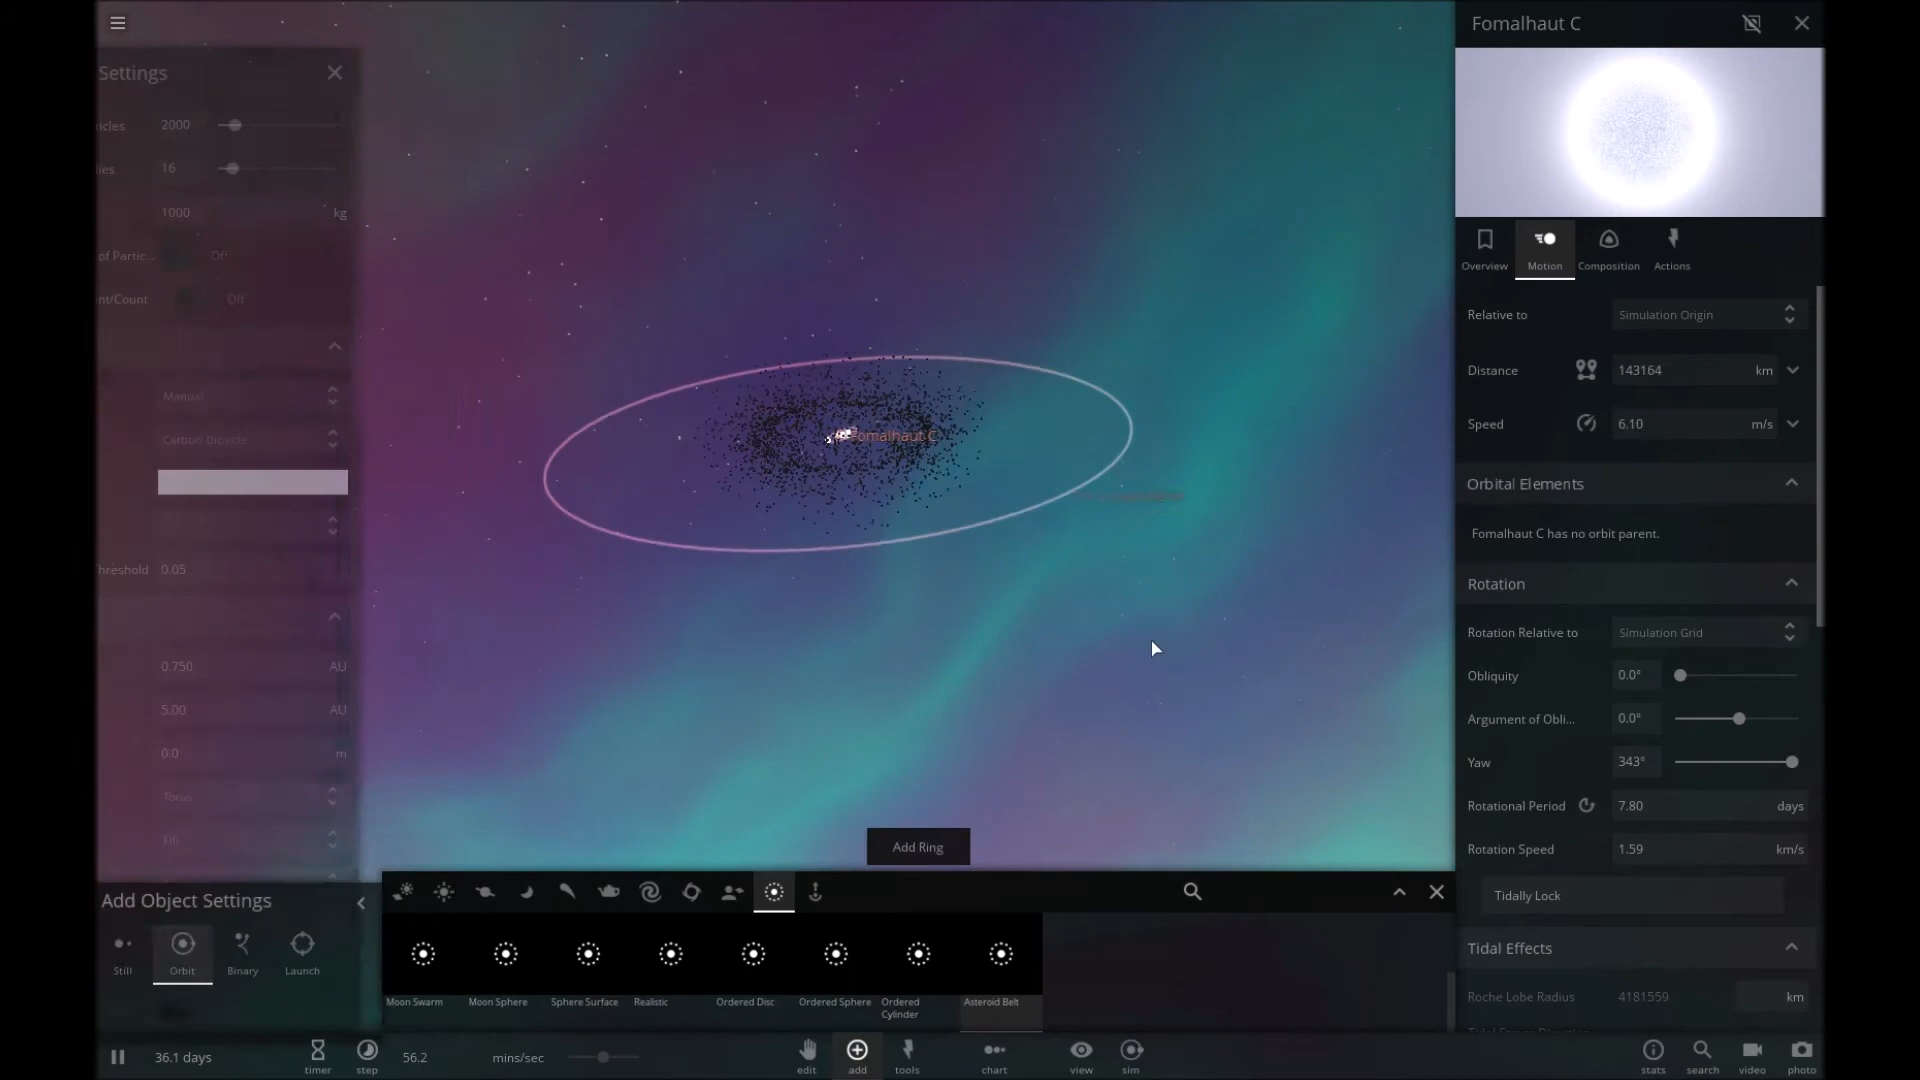 Fomalhaut C
Settings
icles 2000
ies 16
1000 kg
of Partic... Off
nt/Count Off
Manual
Carbon Dioxide
hreshold 0.05
0.750 AU
5.00 AU
0.0 m
Torus
Fill
Fomalhaut C
Add Ring
Overview Motion Composition Actions
Relative to Simulation Origin
Distance 143164 km
Speed 6.10 m/s
Orbital Elements
Fomalhaut C has no orbit parent.
Rotation
Rotation Relative to Simulation Grid
Obliquity 0.0°
Argument of Obli... 0.0°
Yaw 343°
Rotational Period 7.80 days
Rotation Speed 1.59 km/s
Tidally Lock
Tidal Effects
Roche Lobe Radius 4181559 km
Add Object Settings
Still Orbit Binary Launch
Moon Swarm Moon Sphere Sphere Surface Realistic Ordered Disc Ordered Sphere Ordered Cylinder Asteroid Belt
36.1 days timer step 56.2 mins/sec edit add tools chart view sim stats search video photo